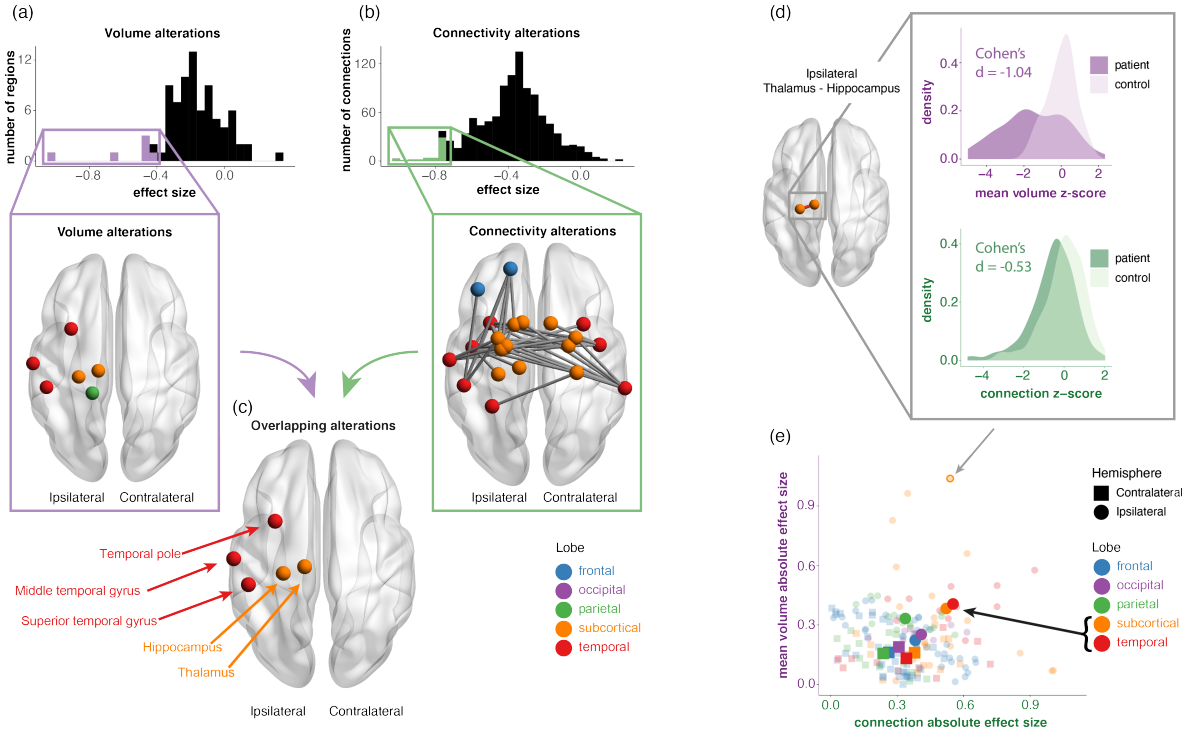 (a)
Volume alterations
number of regions
12
6
0
−0.8
−0.4
0.0
effect size
(b)
Connectivity alterations
number of connections
120
60
0
−0.8
−0.4
0.0
effect size
Volume alterations
Ipsilateral
Contralateral
Connectivity alterations
Ipsilateral
Contralateral
(c)
Overlapping alterations
Temporal pole
Middle temporal gyrus
Superior temporal gyrus
Hippocampus
Thalamus
Ipsilateral
Contralateral
Lobe
frontal
occipital
parietal
subcortical
temporal
(d)
Ipsilateral
Thalamus - Hippocampus
Cohen's
d = -1.04
patient
control
density
0.4
0.2
0.0
−4
−2
0
2
mean volume z-score
Cohen's
d = -0.53
patient
control
density
0.4
0.2
0.0
−4
−2
0
2
connection z−score
(e)
mean volume absolute effect size
0.9
0.6
0.3
0.0
0.0
0.3
0.6
0.9
connection absolute effect size
Hemisphere
Contralateral
Ipsilateral
Lobe
frontal
occipital
parietal
subcortical
temporal